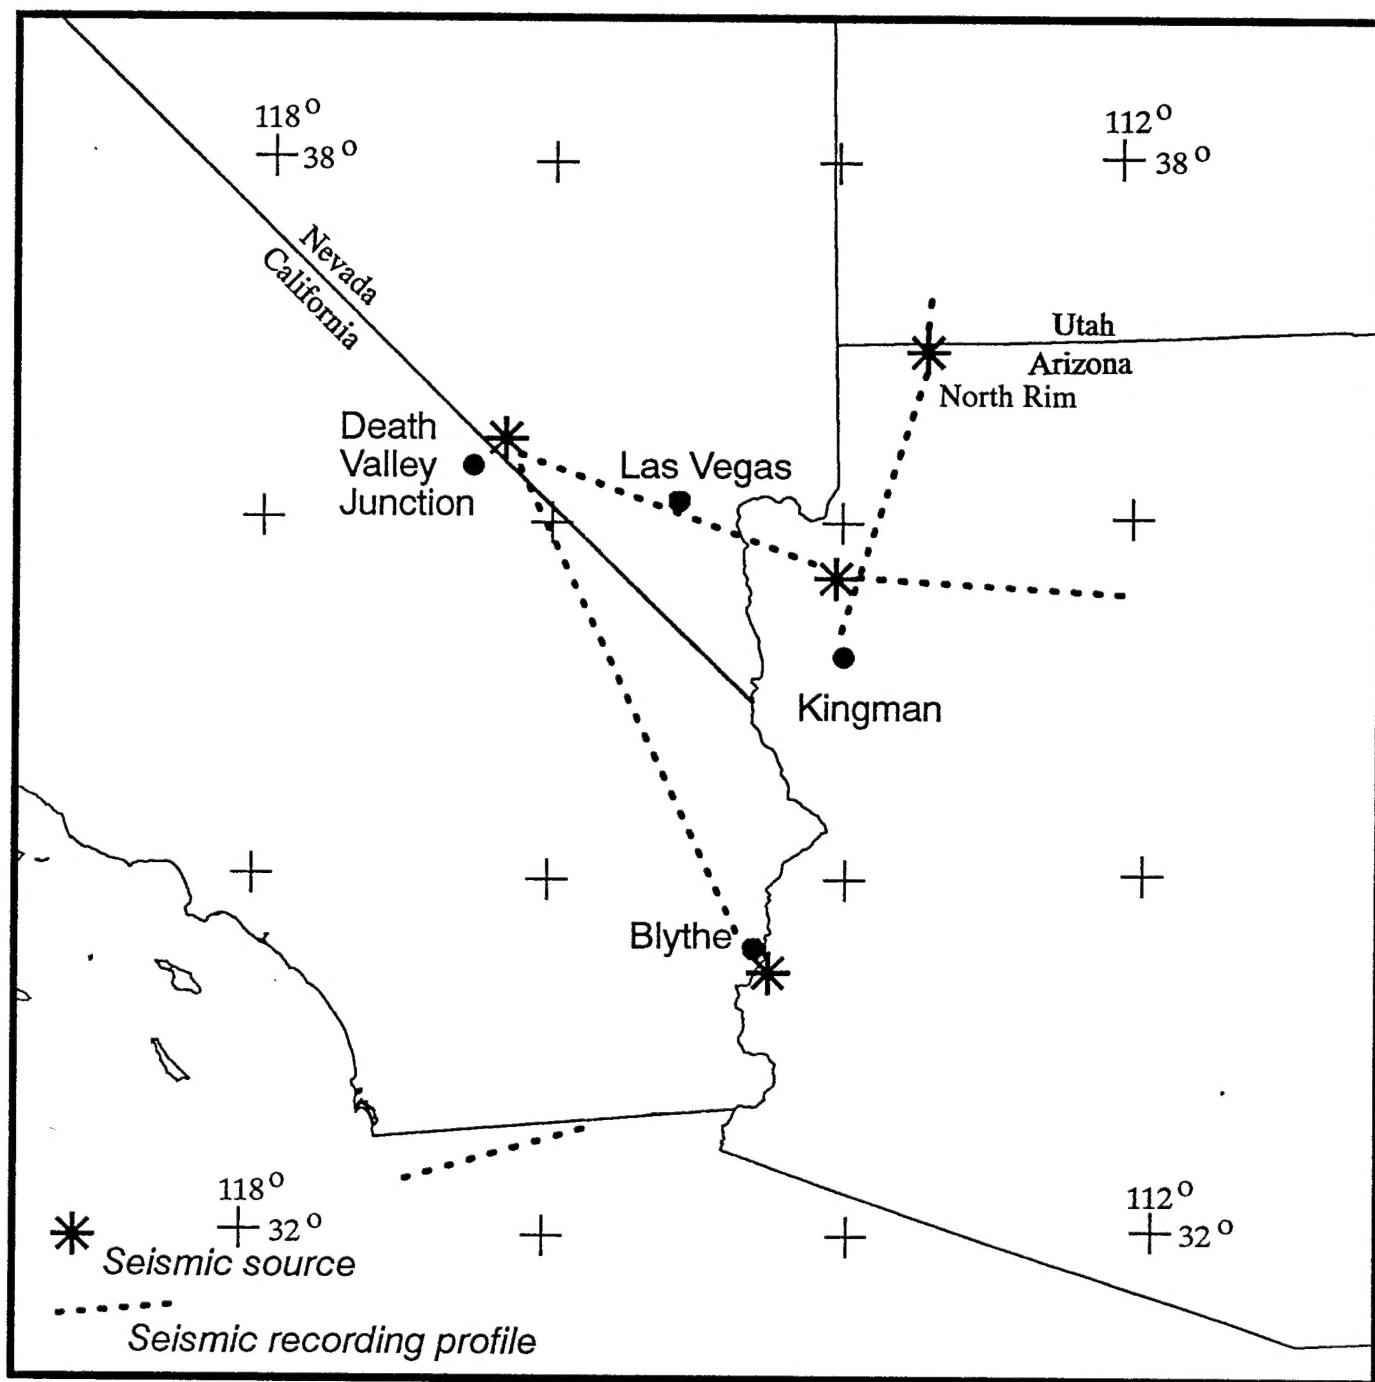 118°
38°
112°
38°
Nevada
California
Utah
Arizona
North Rim
Death
Valley
Junction
Las Vegas
Kingman
Blythe
118°
32°
112°
32°
Seismic source
Seismic recording profile